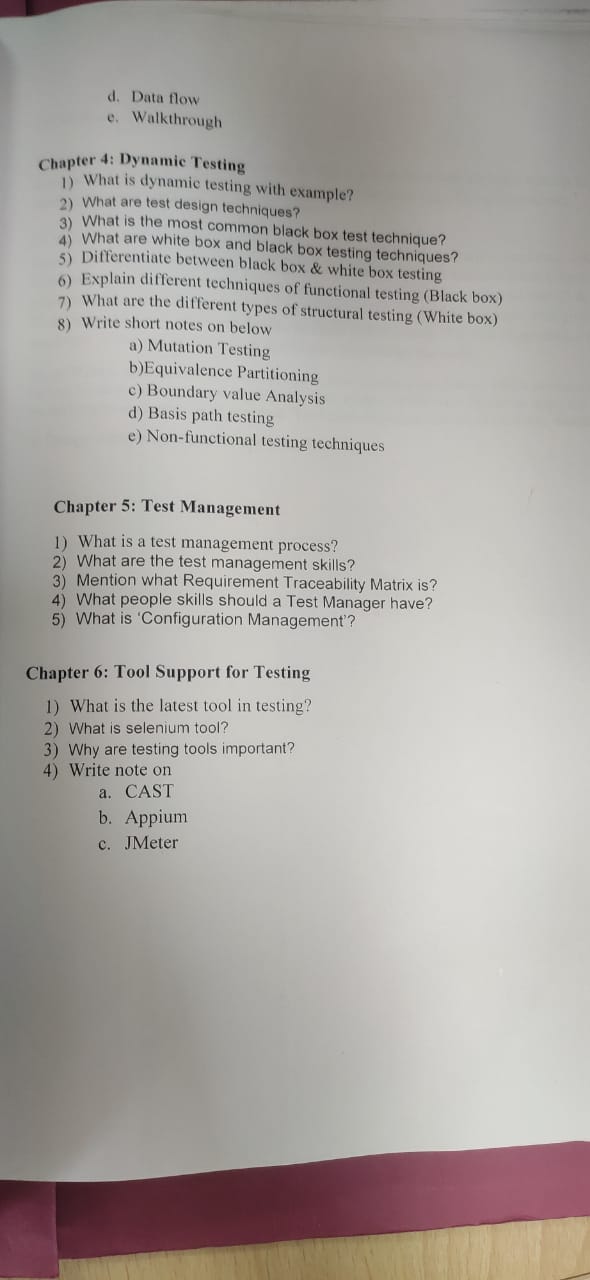 d. Data flow
e. Walkthrough
Chapter 4: Dynamic Testing
1) What is dynamic testing with example?
2) What are test design techniques?
3) What is the most common black box test technique?
4) What are white box and black box testing techniques?
5) Differentiate between black box & white box testing
6) Explain different techniques of functional testing (Black box)
7) What are the different types of structural testing (White box)
8) Write short notes on below
a) Mutation Testing
b)Equivalence Partitioning
c) Boundary value Analysis
d) Basis path testing
e) Non-functional testing techniques
Chapter 5: Test Management
1) What is a test management process?
2) What are the test management skills?
3) Mention what Requirement Traceability Matrix is?
4) What people skills should a Test Manager have?
5) What is 'Configuration Management'?
Chapter 6: Tool Support for Testing
1) What is the latest tool in testing?
2) What is selenium tool?
3) Why are testing tools important?
4) Write note on
a. CAST
b. Appium
c. JMeter